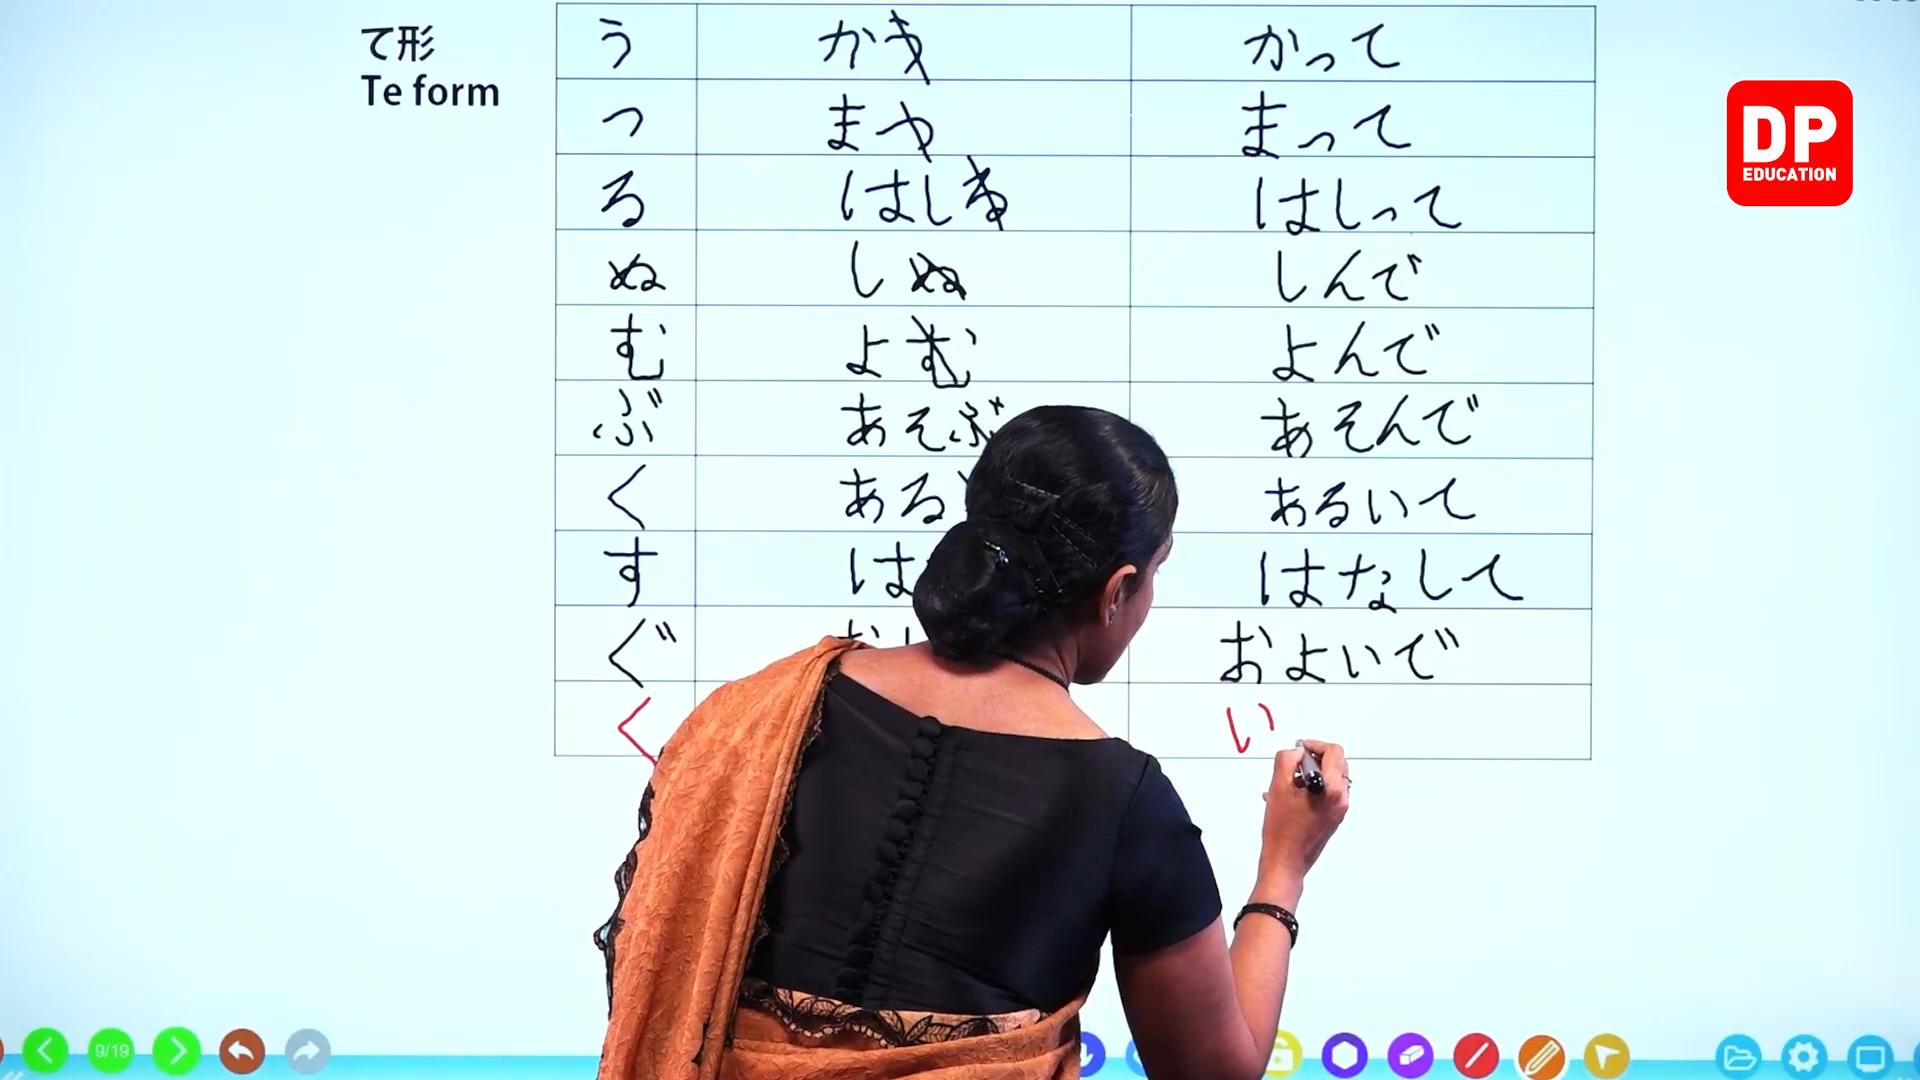 て形
Te form
う かう かって
つ まつ まって
る はしる はしって
ぬ しぬ しんで
む よむ よんで
ぶ あそぶ あそんで
く ある あるいて
す は はなして
ぐ およいで
く い
DP
EDUCATION
9/19